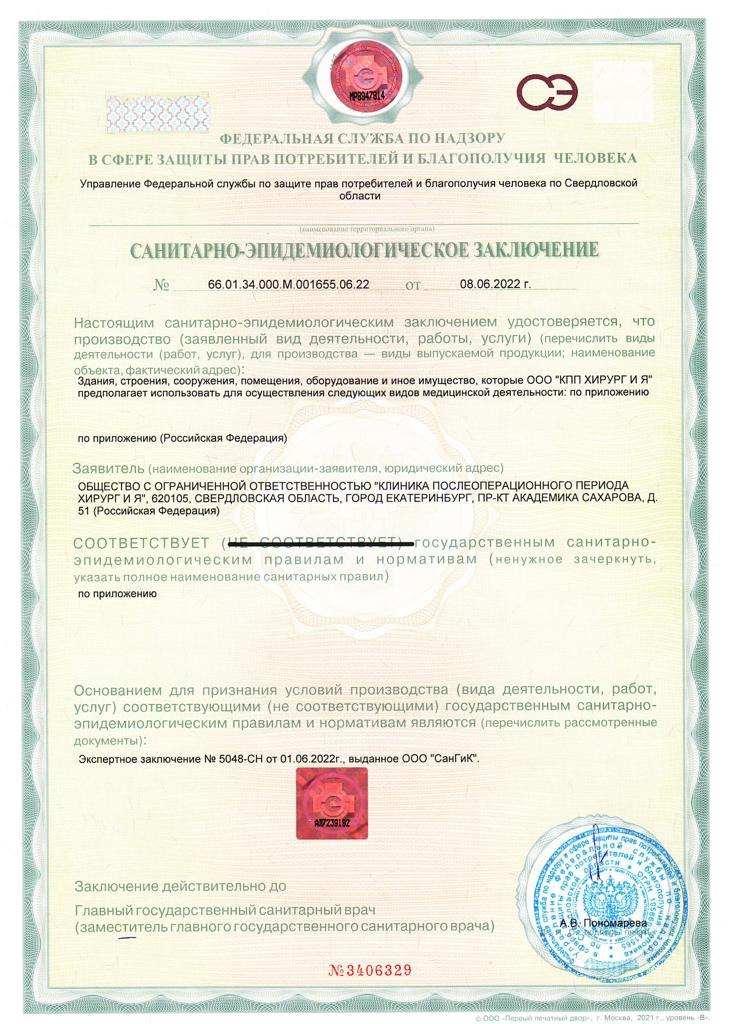 МР8947814
СЭ
ФЕДЕРАЛЬНАЯ СЛУЖБА ПО НАДЗОРУ
В СФЕРЕ ЗАЩИТЫ ПРАВ ПОТРЕБИТЕЛЕЙ И БЛАГОПОЛУЧИЯ ЧЕЛОВЕКА
Управление Федеральной службы по защите прав потребителей и благополучия человека по Свердловской
области
(наименование территориального органа)
САНИТАРНО-ЭПИДЕМИОЛОГИЧЕСКОЕ ЗАКЛЮЧЕНИЕ
№ 66.01.34.000.М.001655.06.22 от 08.06.2022 г.
Настоящим санитарно-эпидемиологическим заключением удостоверяется, что
производство (заявленный вид деятельности, работы, услуги) (перечислить виды
деятельности (работ, услуг), для производства — виды выпускаемой продукции; наименование
объекта, фактический адрес):
Здания, строения, сооружения, помещения, оборудование и иное имущество, которые ООО "КПП ХИРУРГ И Я"
предполагает использовать для осуществления следующих видов медицинской деятельности: по приложению
по приложению (Российская Федерация)
Заявитель (наименование организации-заявителя, юридический адрес)
ОБЩЕСТВО С ОГРАНИЧЕННОЙ ОТВЕТСТВЕННОСТЬЮ "КЛИНИКА ПОСЛЕОПЕРАЦИОННОГО ПЕРИОДА
ХИРУРГ И Я", 620105, СВЕРДЛОВСКАЯ ОБЛАСТЬ, ГОРОД ЕКАТЕРИНБУРГ, ПР-КТ АКАДЕМИКА САХАРОВА, Д.
51 (Российская Федерация)
СООТВЕТСТВУЕТ (НЕ СООТВЕТСТВУЕТ) государственным санитарно-
эпидемиологическим правилам и нормативам (ненужное зачеркнуть,
указать полное наименование санитарных правил)
по приложению
Основанием для признания условий производства (вида деятельности, работ,
услуг) соответствующими (не соответствующими) государственным санитарно-
эпидемиологическим правилам и нормативам являются (перечислить рассмотренные
документы):
Экспертное заключение № 5048-СН от 01.06.2022г., выданное ООО "СанГиК".
АЖ7239192
Заключение действительно до
Главный государственный санитарный врач
(заместитель главного государственного санитарного врача)
А.В. Пономарева
№3406329
© ООО «Первый печатный двор», г. Москва, 2021 г., уровень «В».